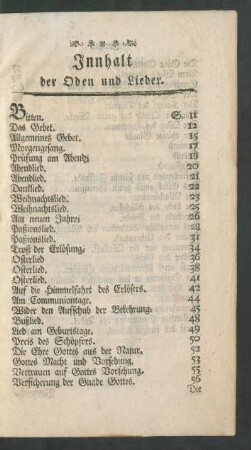 Innhalt
der Oden und Lieder.
Bitten. S. 11
Das Gebet. 12
Allgemeines Gebet. 15
Morgengesang. 17
Prüfung am Abend. 19
Abendlied. 20
Abendlied. 21
Danklied. 22
Weihnachtslied. 23
Weihnachtslied. 25
Am neuen Jahre. 26
Paßionslied. 28
Paßionslied. 31
Trost der Erlösung. 34
Osterlied 36
Osterlied. 38
Osterlied. 41
Auf die Himmelfahrt des Erlösers. 42
Am Communiontage. 44
Wider den Aufschub der Bekehrung. 45
Bußlied. 48
Lied am Geburtstage. 49
Preis des Schöpfers. 50
Die Ehre Gottes aus der Natur. 52
Gottes Macht und Vorsehung. 53
Vertrauen auf Gottes Vorsehung. 55
Versicherung der Gnade Gottes. 56
Die